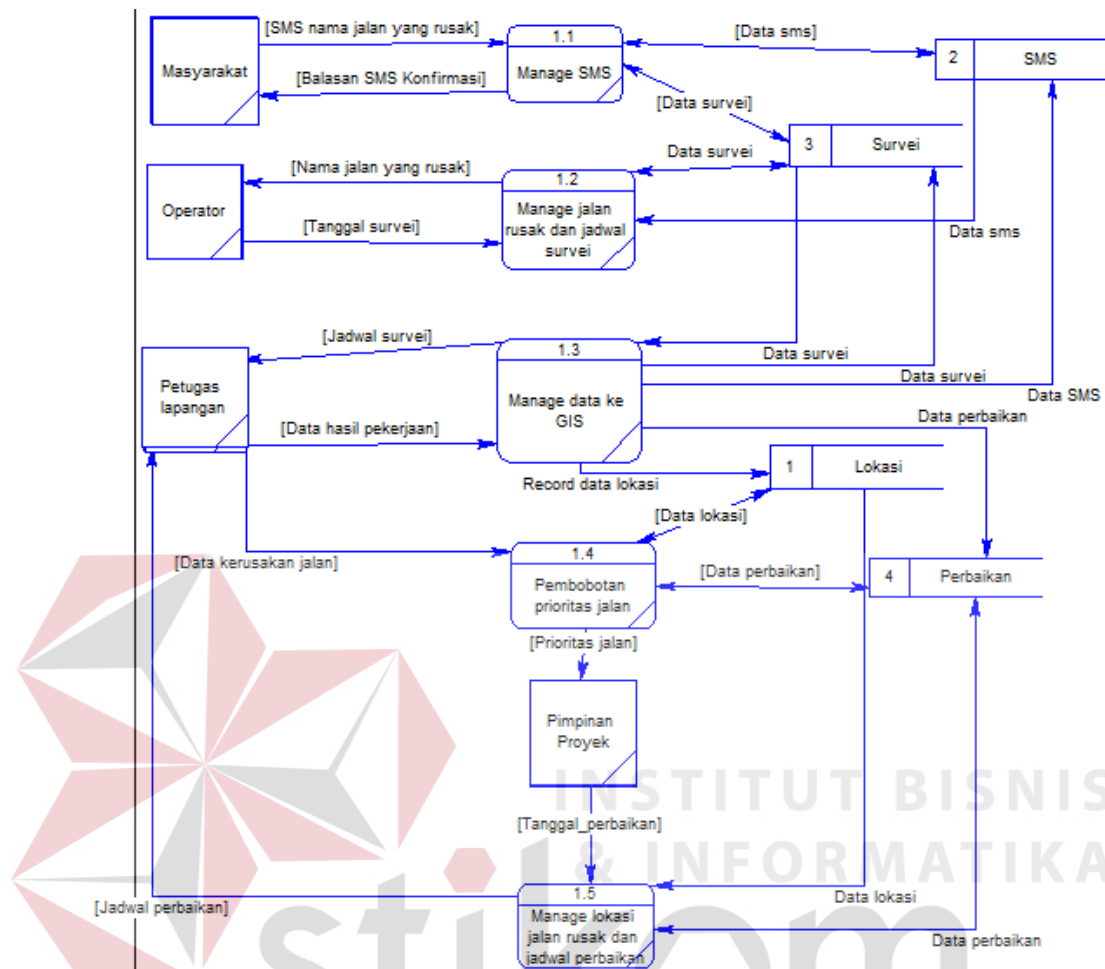 [SMS nama jalan yang rusak]
1.1
[Data sms]
Masyarakat
Manage SMS
2
SMS
[Balasan SMS Konfirmasi]
[Data survei]
3
Survei
Data survei
[Nama jalan yang rusak]
1.2
Operator
Manage jalan
rusak dan jadwal
survei
[Tanggal survei]
Data sms
[Jadwal survei]
1.3
Data survei
Petugas
lapangan
Manage data ke
GIS
Data survei
Data SMS
[Data hasil pekerjaan]
Data perbaikan
1
Lokasi
Record data lokasi
[Data lokasi]
[Data kerusakan jalan]
1.4
Pembobotan
prioritas jalan
[Data perbaikan]
4
Perbaikan
[Prioritas jalan]
Pimpinan
Proyek
INSTITUT BISNIS
[Tanggal_perbaikan]
& INFORMATIKA
1.5
Data lokasi
[Jadwal perbaikan]
Manage lokasi
jalan rusak dan
jadwal perbaikan
Data perbaikan
stikom